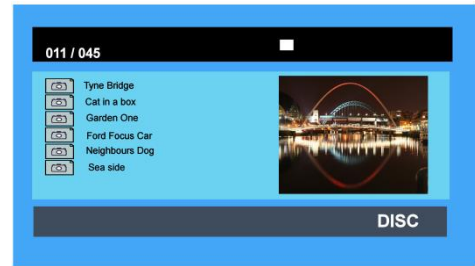 011 / 045
Tyne Bridge
Cat in a box
Garden One
Ford Focus Car
Neighbours Dog
Sea side
DISC